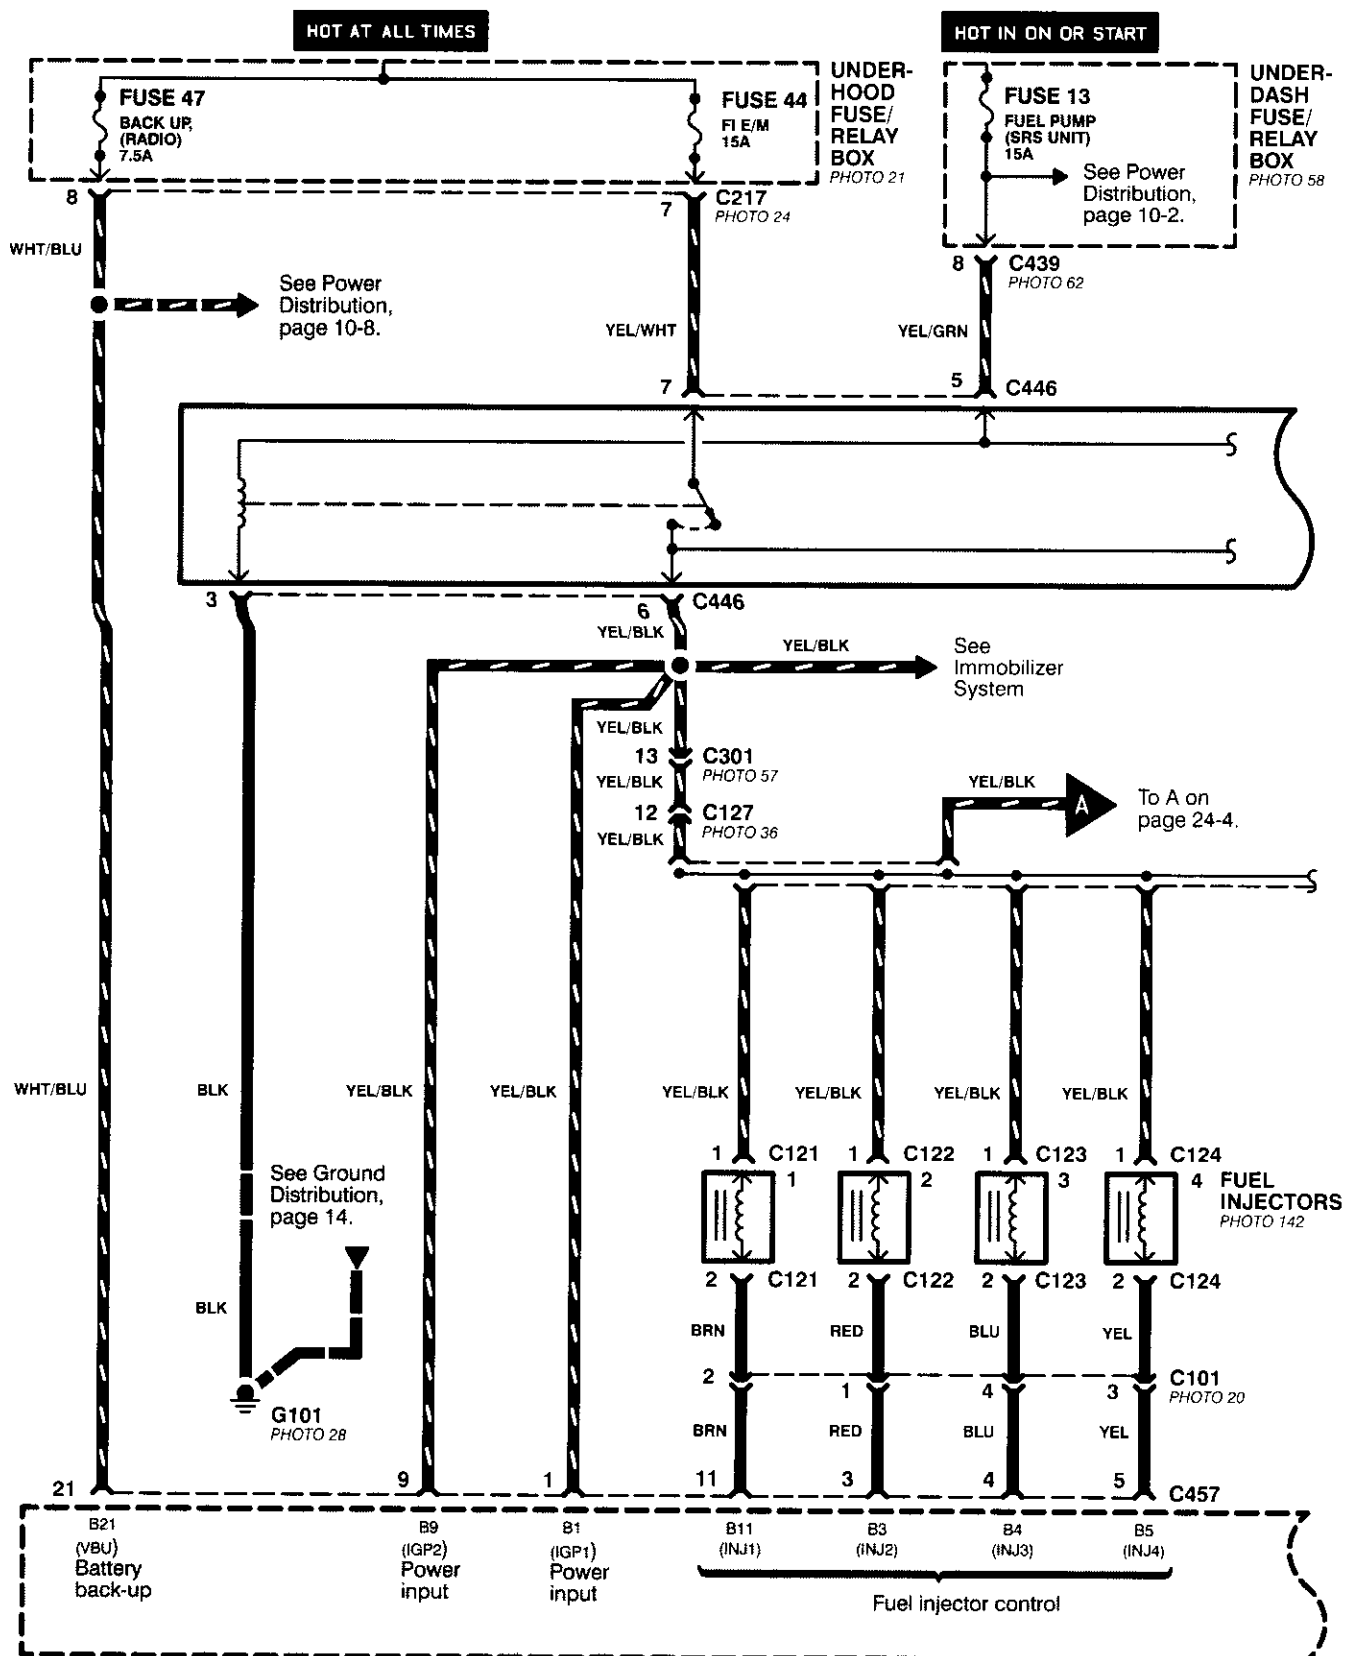 HOT AT ALL TIMES
HOT IN ON OR START
FUSE 47
BACK UP,
(RADIO)
7.5A
FUSE 44
FI E/M
15A
UNDER-
HOOD
FUSE/
RELAY
BOX
PHOTO 21
FUSE 13
FUEL PUMP
(SRS UNIT)
15A
See Power
Distribution,
page 10-2.
UNDER-
DASH
FUSE/
RELAY
BOX
PHOTO 58
8
7
C217
PHOTO 24
WHT/BLU
8
C439
PHOTO 62
See Power
Distribution,
page 10-8.
YEL/WHT
YEL/GRN
7
5
C446
3
6
C446
YEL/BLK
YEL/BLK
See
Immobilizer
System
YEL/BLK
13
C301
PHOTO 57
YEL/BLK
12
C127
PHOTO 36
YEL/BLK
YEL/BLK
A
To A on
page 24-4.
WHT/BLU
BLK
YEL/BLK
YEL/BLK
YEL/BLK
YEL/BLK
YEL/BLK
YEL/BLK
1
C121
1
C122
1
C123
1
C124
1
2
3
4
FUEL
INJECTORS
PHOTO 142
See Ground
Distribution,
page 14.
2
C121
2
C122
2
C123
2
C124
BLK
BRN
RED
BLU
YEL
2
1
4
3
C101
PHOTO 20
G101
PHOTO 28
BRN
RED
BLU
YEL
21
9
1
11
3
4
5
C457
B21
(VBU)
Battery
back-up
B9
(IGP2)
Power
input
B1
(IGP1)
Power
input
B11
(INJ1)
B3
(INJ2)
B4
(INJ3)
B5
(INJ4)
Fuel injector control